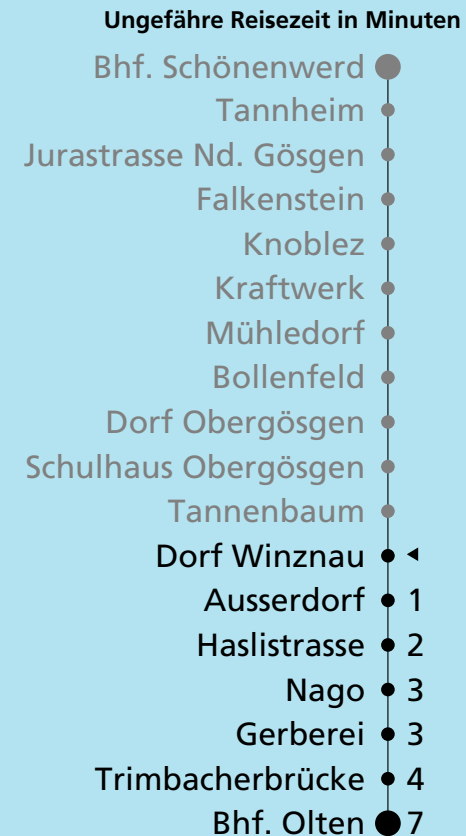 Ungefähre Reisezeit in Minuten
Bhf. Schönenwerd
Tannheim
Jurastrasse Nd. Gösgen
Falkenstein
Knoblez
Kraftwerk
Mühledorf
Bollenfeld
Dorf Obergösgen
Schulhaus Obergösgen
Tannenbaum
Dorf Winznau
Ausserdorf 1
Haslistrasse 2
Nago 3
Gerberei 3
Trimbacherbrücke 4
Bhf. Olten 7